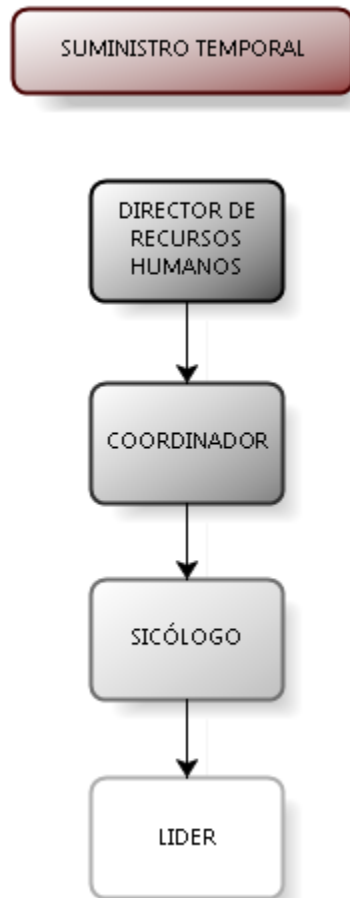 SUMINISTRO TEMPORAL
DIRECTOR DE
RECURSOS
HUMANOS
COORDINADOR
SICÓLOGO
LIDER